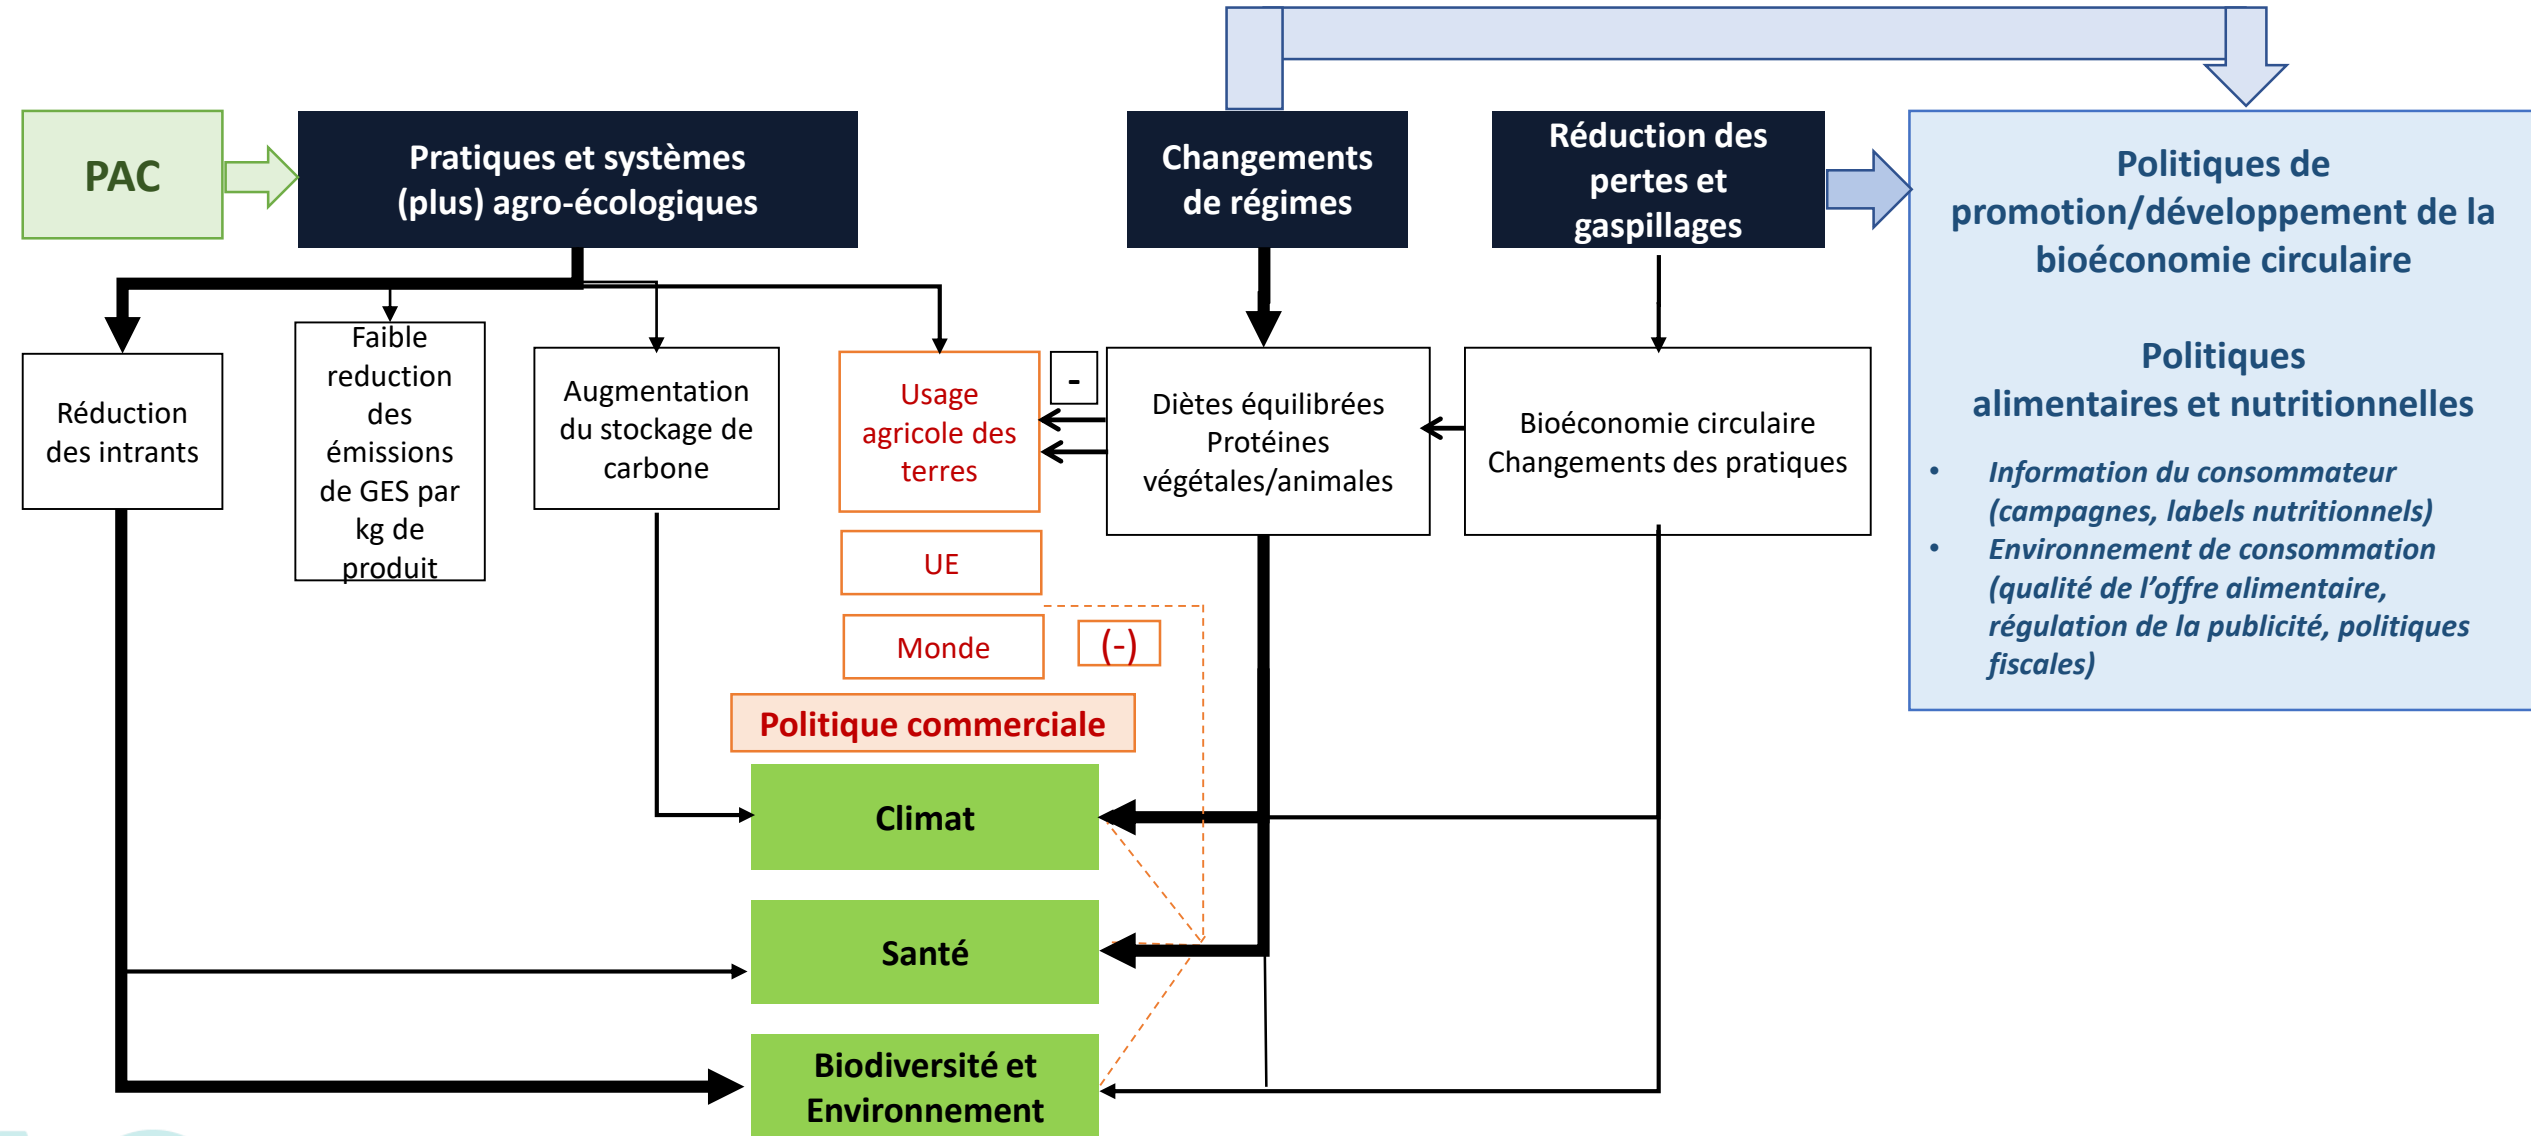 PAC
Pratiques et systèmes
(plus) agro-écologiques
Changements
de régimes
Réduction des
pertes et
gaspillages
Politiques de
promotion/développement de la
bioéconomie circulaire
Politiques
alimentaires et nutritionnelles
• Information du consommateur
(campagnes, labels nutritionnels)
• Environnement de consommation
(qualité de l’offre alimentaire,
régulation de la publicité, politiques
fiscales)
Réduction
des intrants
Faible
reduction
des
émissions
de GES par
kg de
produit
Augmentation
du stockage de
carbone
Usage
agricole des
terres
-
Diètes équilibrées
Protéines
végétales/animales
Bioéconomie circulaire
Changements des pratiques
UE
Monde
(-)
Politique commerciale
Climat
Santé
Biodiversité et
Environnement